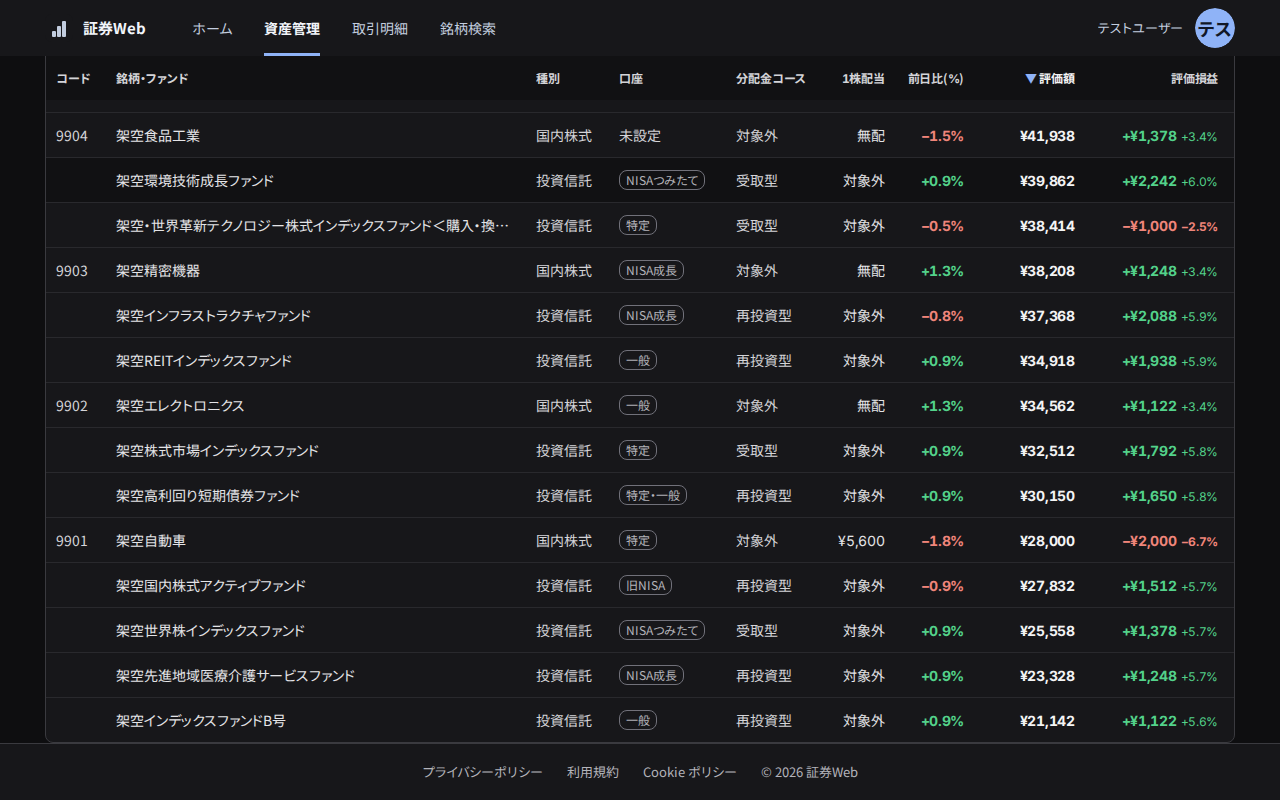 証券Web ホーム 資産管理 取引明細 銘柄検索 テストユーザー テス
コード 銘柄・ファンド 種別 口座 分配金コース 1株配当 前日比(%) ▼評価額 評価損益
9904 架空食品工業 国内株式 未設定 対象外 無配 −1.5% ¥41,938 +¥1,378 +3.4%
架空環境技術成長ファンド 投資信託 NISAつみたて 受取型 対象外 +0.9% ¥39,862 +¥2,242 +6.0%
架空・世界革新テクノロジー株式インデックスファンド＜購入・換… 投資信託 特定 受取型 対象外 −0.5% ¥38,414 −¥1,000 −2.5%
9903 架空精密機器 国内株式 NISA成長 対象外 無配 +1.3% ¥38,208 +¥1,248 +3.4%
架空インフラストラクチャファンド 投資信託 NISA成長 再投資型 対象外 −0.8% ¥37,368 +¥2,088 +5.9%
架空REITインデックスファンド 投資信託 一般 再投資型 対象外 +0.9% ¥34,918 +¥1,938 +5.9%
9902 架空エレクトロニクス 国内株式 一般 対象外 無配 +1.3% ¥34,562 +¥1,122 +3.4%
架空株式市場インデックスファンド 投資信託 特定 受取型 対象外 +0.9% ¥32,512 +¥1,792 +5.8%
架空高利回り短期債券ファンド 投資信託 特定・一般 再投資型 対象外 +0.9% ¥30,150 +¥1,650 +5.8%
9901 架空自動車 国内株式 特定 対象外 ¥5,600 −1.8% ¥28,000 −¥2,000 −6.7%
架空国内株式アクティブファンド 投資信託 旧NISA 再投資型 対象外 −0.9% ¥27,832 +¥1,512 +5.7%
架空世界株インデックスファンド 投資信託 NISAつみたて 受取型 対象外 +0.9% ¥25,558 +¥1,378 +5.7%
架空先進地域医療介護サービスファンド 投資信託 NISA成長 再投資型 対象外 +0.9% ¥23,328 +¥1,248 +5.7%
架空インデックスファンドB号 投資信託 一般 再投資型 対象外 +0.9% ¥21,142 +¥1,122 +5.6%
プライバシーポリシー 利用規約 Cookie ポリシー © 2026 証券Web